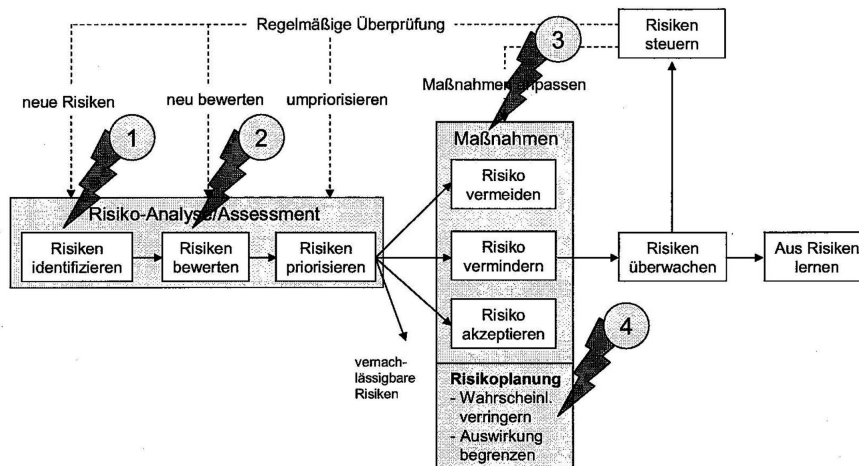 Regelmäßige Überprüfung
Risiken
steuern
3
Maßnahmen anpassen
neue Risiken
neu bewerten
umpriorisieren
1
2
Maßnahmen
Risiko
vermeiden
Risiko-Analyse/Assessment
Risiken
identifizieren
Risiken
bewerten
Risiken
priorisieren
Risiko
vermindern
Risiken
überwachen
Aus Risiken
lernen
Risiko
akzeptieren
4
vernach-
lässigbare
Risiken
Risikoplanung
- Wahrscheinl.
verringern
- Auswirkung
begrenzen